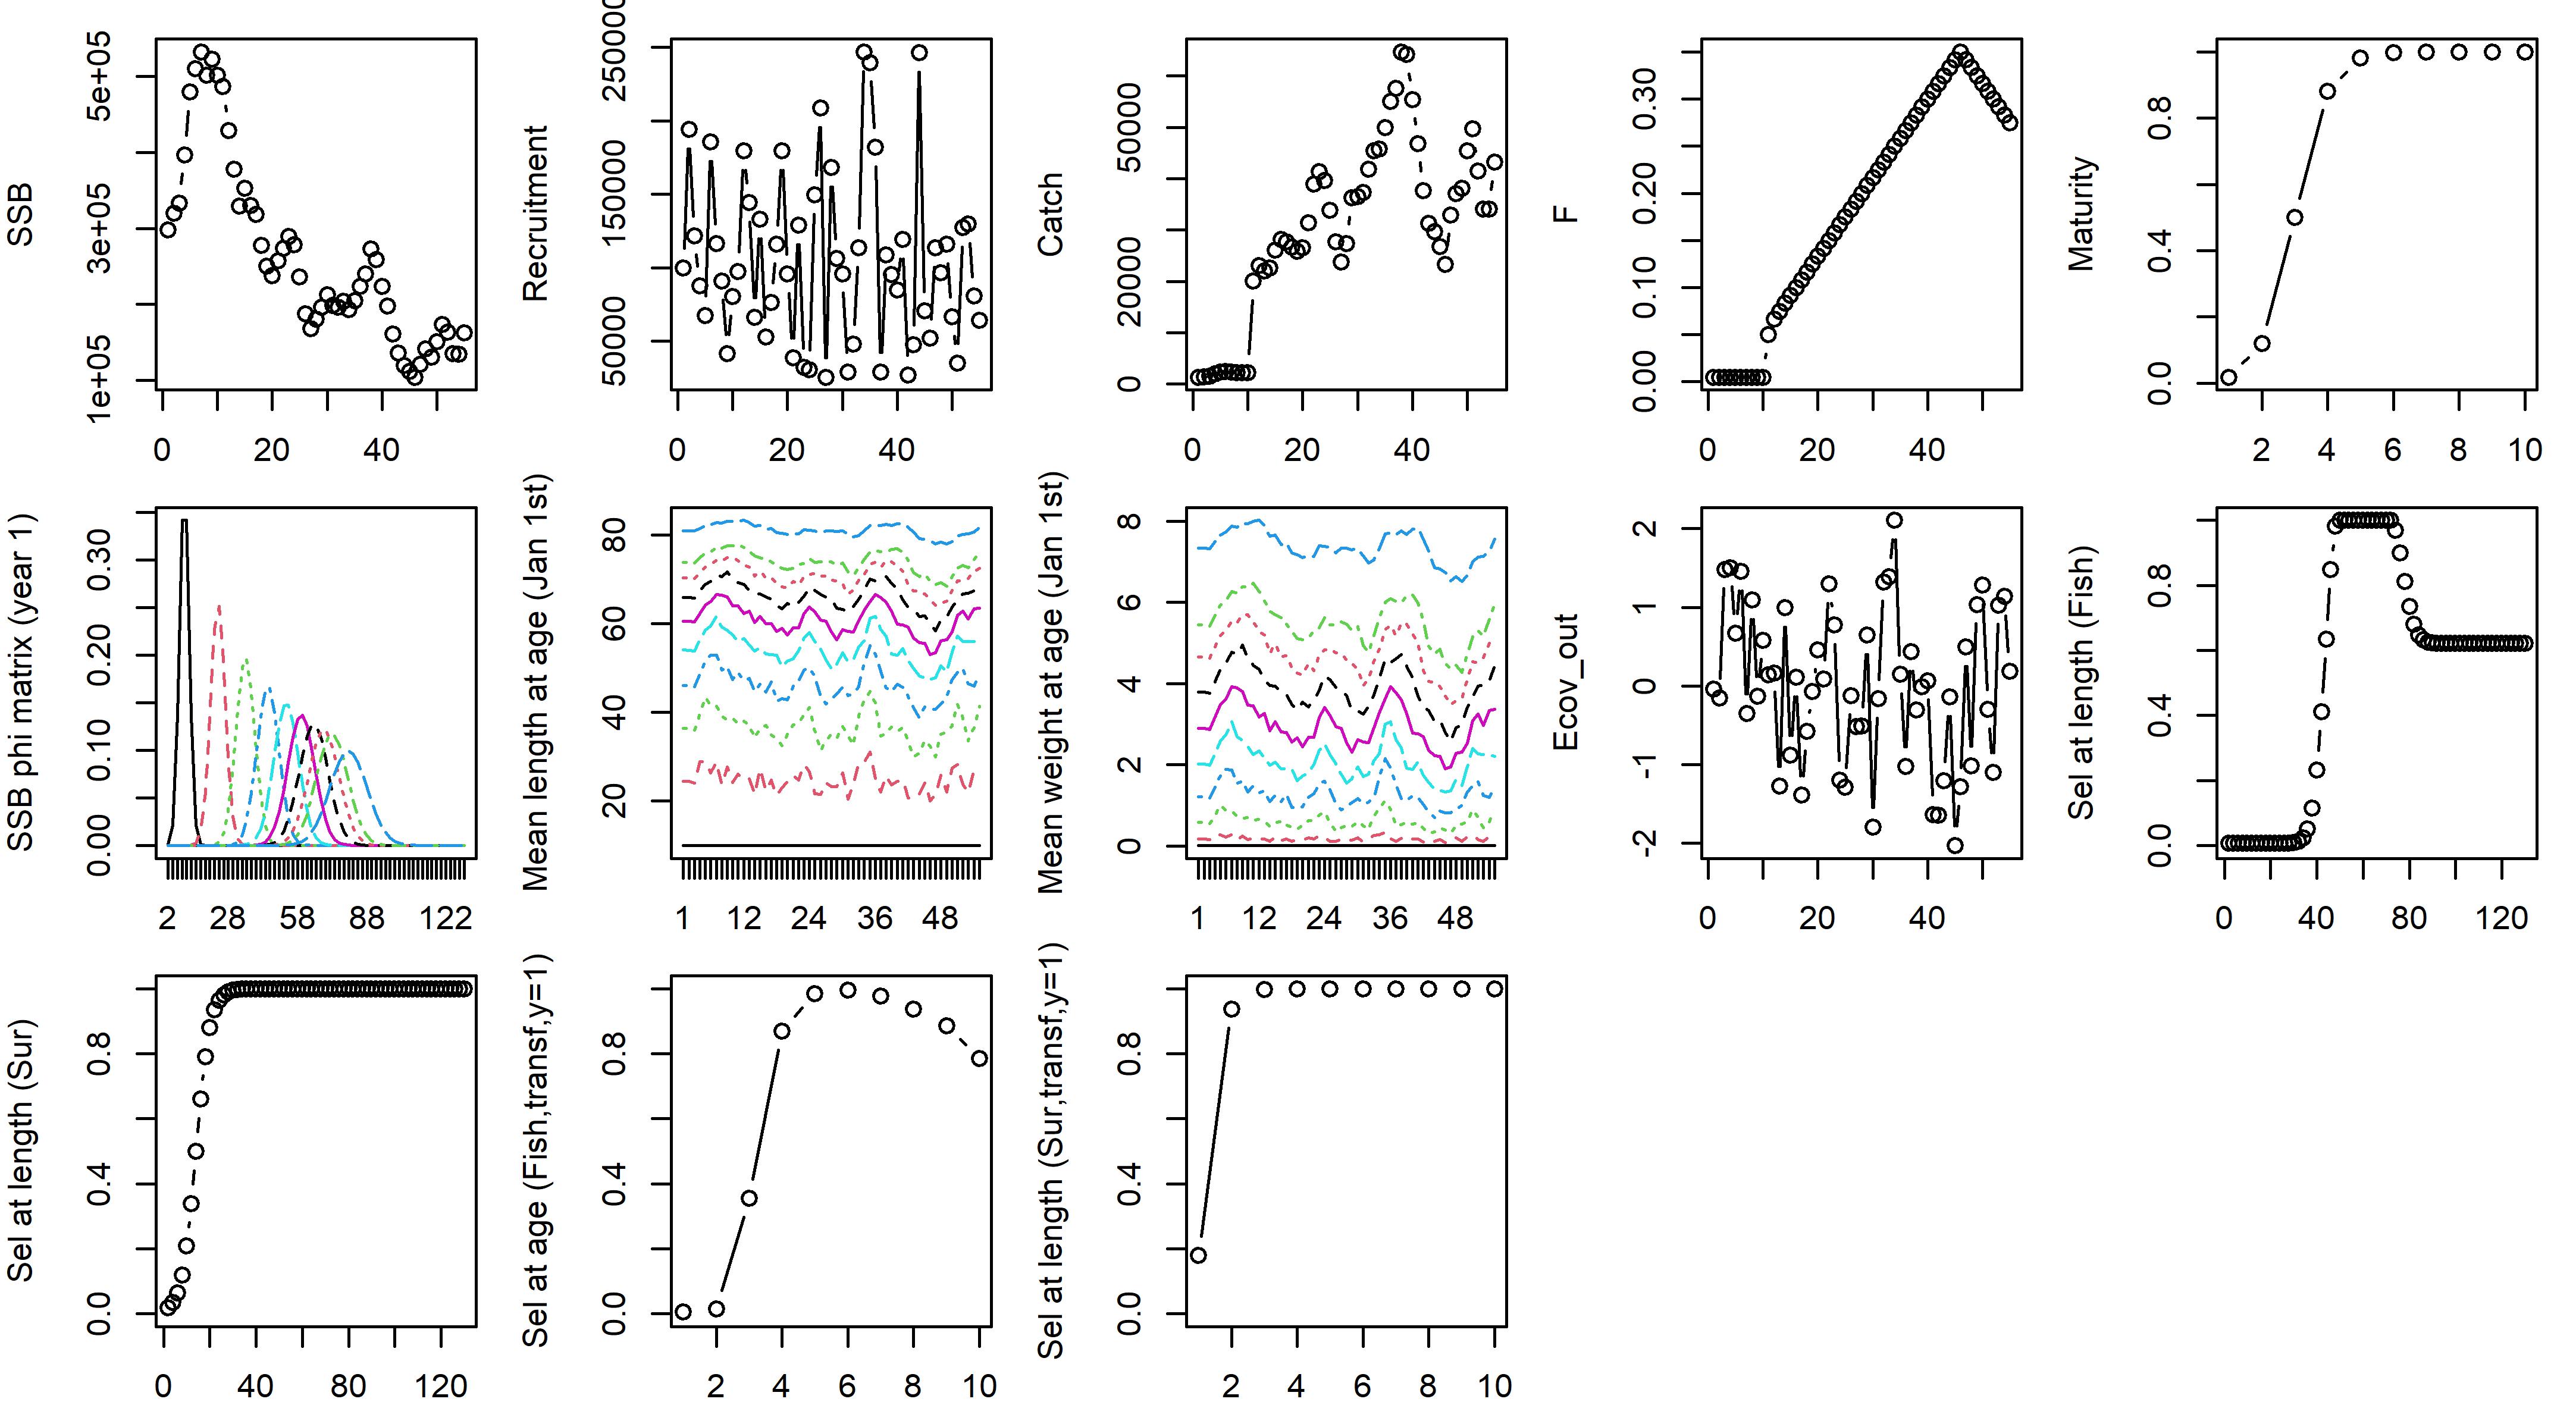 SSB
1e+05 3e+05 5e+05
0 20 40
Recruitment
50000 150000 250000
0 20 40
Catch
0 20000 50000
0 20 40
F
0.00 0.10 0.20 0.30
0 20 40
Maturity
0.0 0.4 0.8
2 4 6 8 10
SSB phi matrix (year 1)
0.00 0.10 0.20 0.30
2 28 58 88 122
Mean length at age (Jan 1st)
20 40 60 80
1 12 24 36 48
Mean weight at age (Jan 1st)
0 2 4 6 8
1 12 24 36 48
Ecov_out
-2 -1 0 1 2
0 20 40
Sel at length (Fish)
0.0 0.4 0.8
0 40 80 120
Sel at length (Sur)
0.0 0.4 0.8
0 40 80 120
Sel at age (Fish,transf,y=1)
0.0 0.4 0.8
2 4 6 8 10
Sel at length (Sur,transf,y=1)
0.0 0.4 0.8
2 4 6 8 10